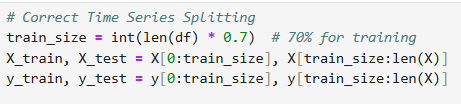 # Correct Time Series Splitting
train_size = int(len(df) * 0.7)  # 70% for training
X_train, X_test = X[0:train_size], X[train_size:len(X)]
y_train, y_test = y[0:train_size], y[train_size:len(X)]